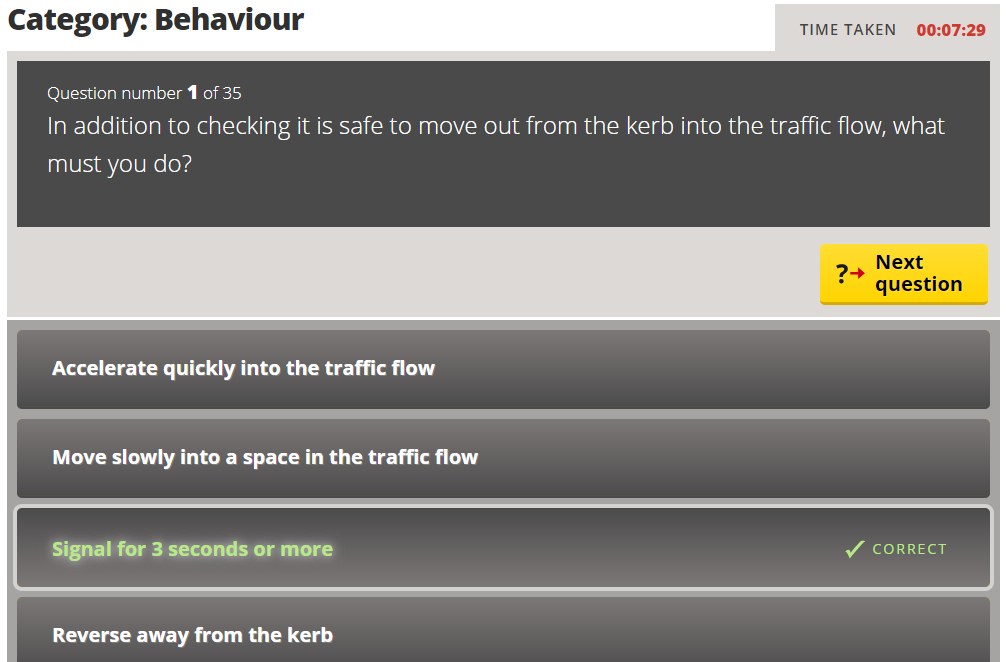 Category: Behaviour
TIME TAKEN 00:07:29
Question number 1 of 35
In addition to checking it is safe to move out from the kerb into the traffic flow, what
must you do?
? Next
question
Accelerate quickly into the traffic flow
Move slowly into a space in the traffic flow
Signal for 3 seconds or more
CORRECT
Reverse away from the kerb